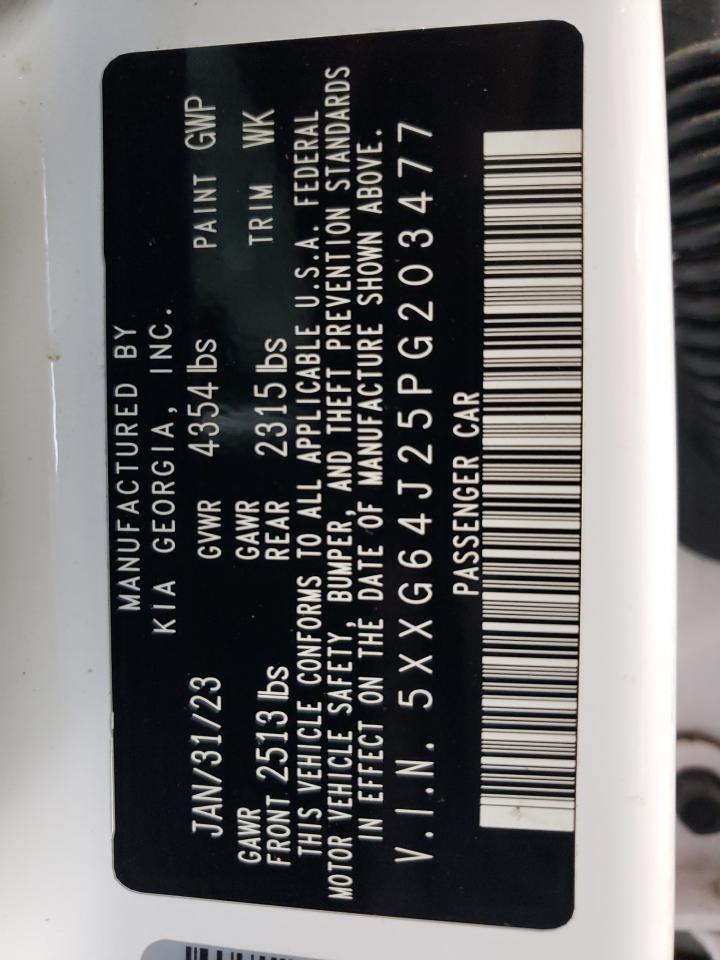 MANUFACTURED BY
KIA GEORGIA, INC.
JAN/31/23 GVWR 4354 lbs PAINT GWP
GAWR FRONT 2513 lbs GAWR REAR 2315 lbs TRIM WK
THIS VEHICLE CONFORMS TO ALL APPLICABLE U.S.A. FEDERAL
MOTOR VEHICLE SAFETY, BUMPER, AND THEFT PREVENTION STANDARDS
IN EFFECT ON THE DATE OF MANUFACTURE SHOWN ABOVE.
V.I.N. 5XXG64J25PG203477
PASSENGER CAR